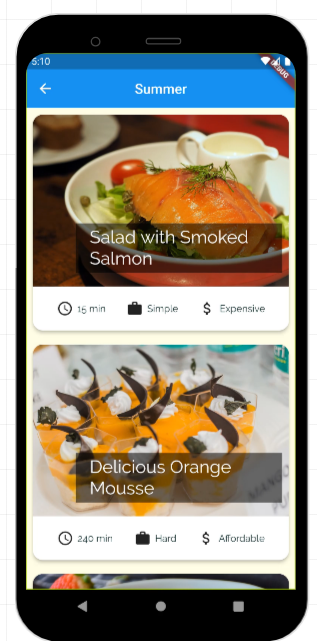 5:10
DEBUG
Summer
Salad with Smoked
Salmon
15 min
Simple
$
Expensive
Delicious Orange
Mousse
240 min
Hard
$
Affordable